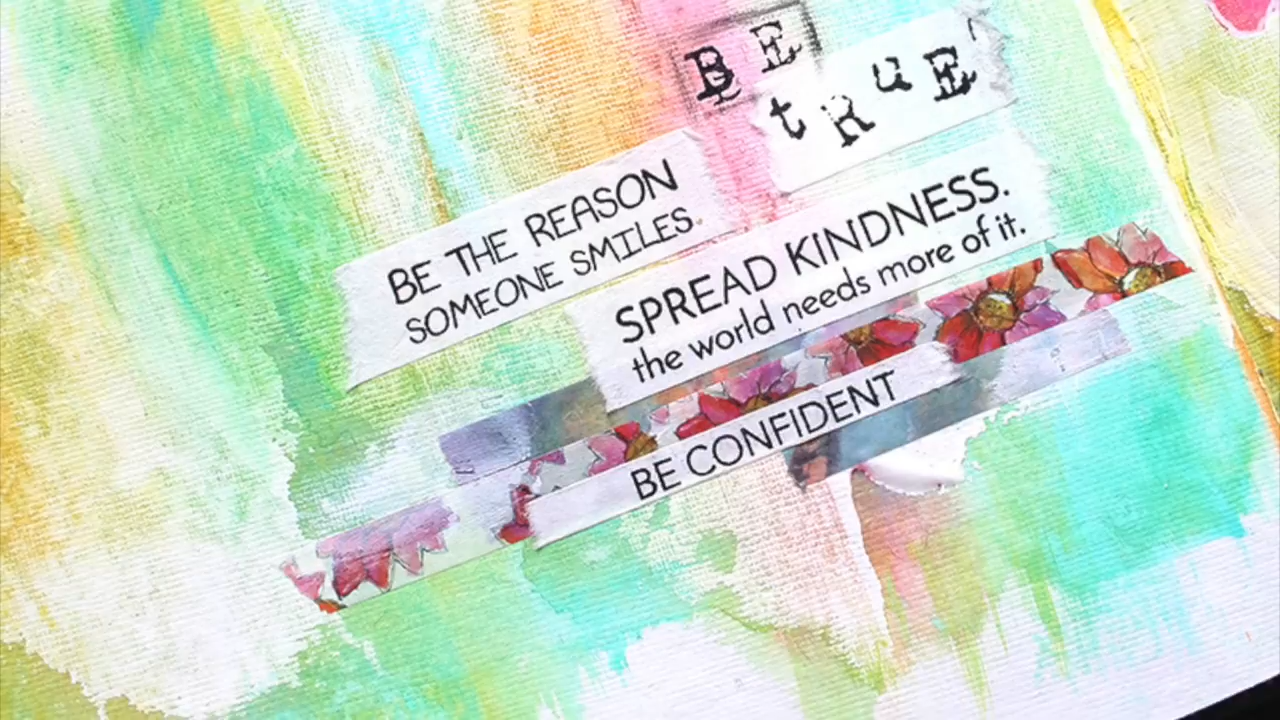 BE
tRuE
BE THE REASON
SOMEONE SMILES.
SPREAD KINDNESS.
the world needs more of it.
BE CONFIDENT